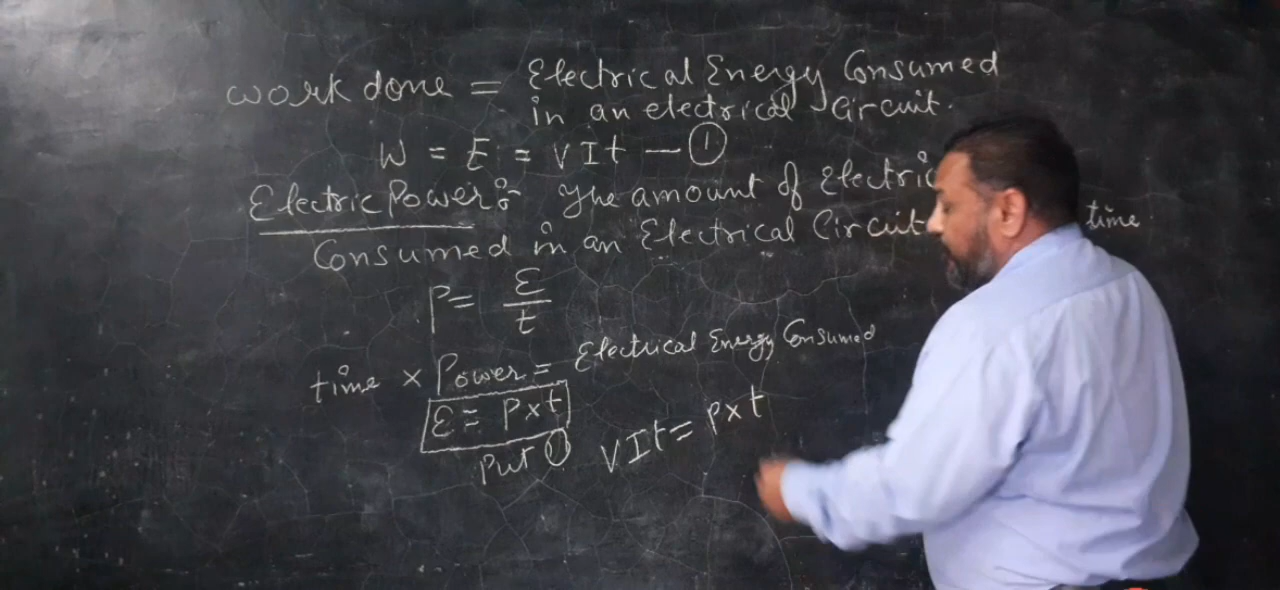 work done = Electrical Energy Consumed
in an electrical Circuit.
W = E = VIt — ①
Electric Power:- The amount of Electric
Consumed in an Electrical Circuit time.
P = E/t
time × Power = Electrical Energy Consumed
E = P×t
Put ① VIt = P×t